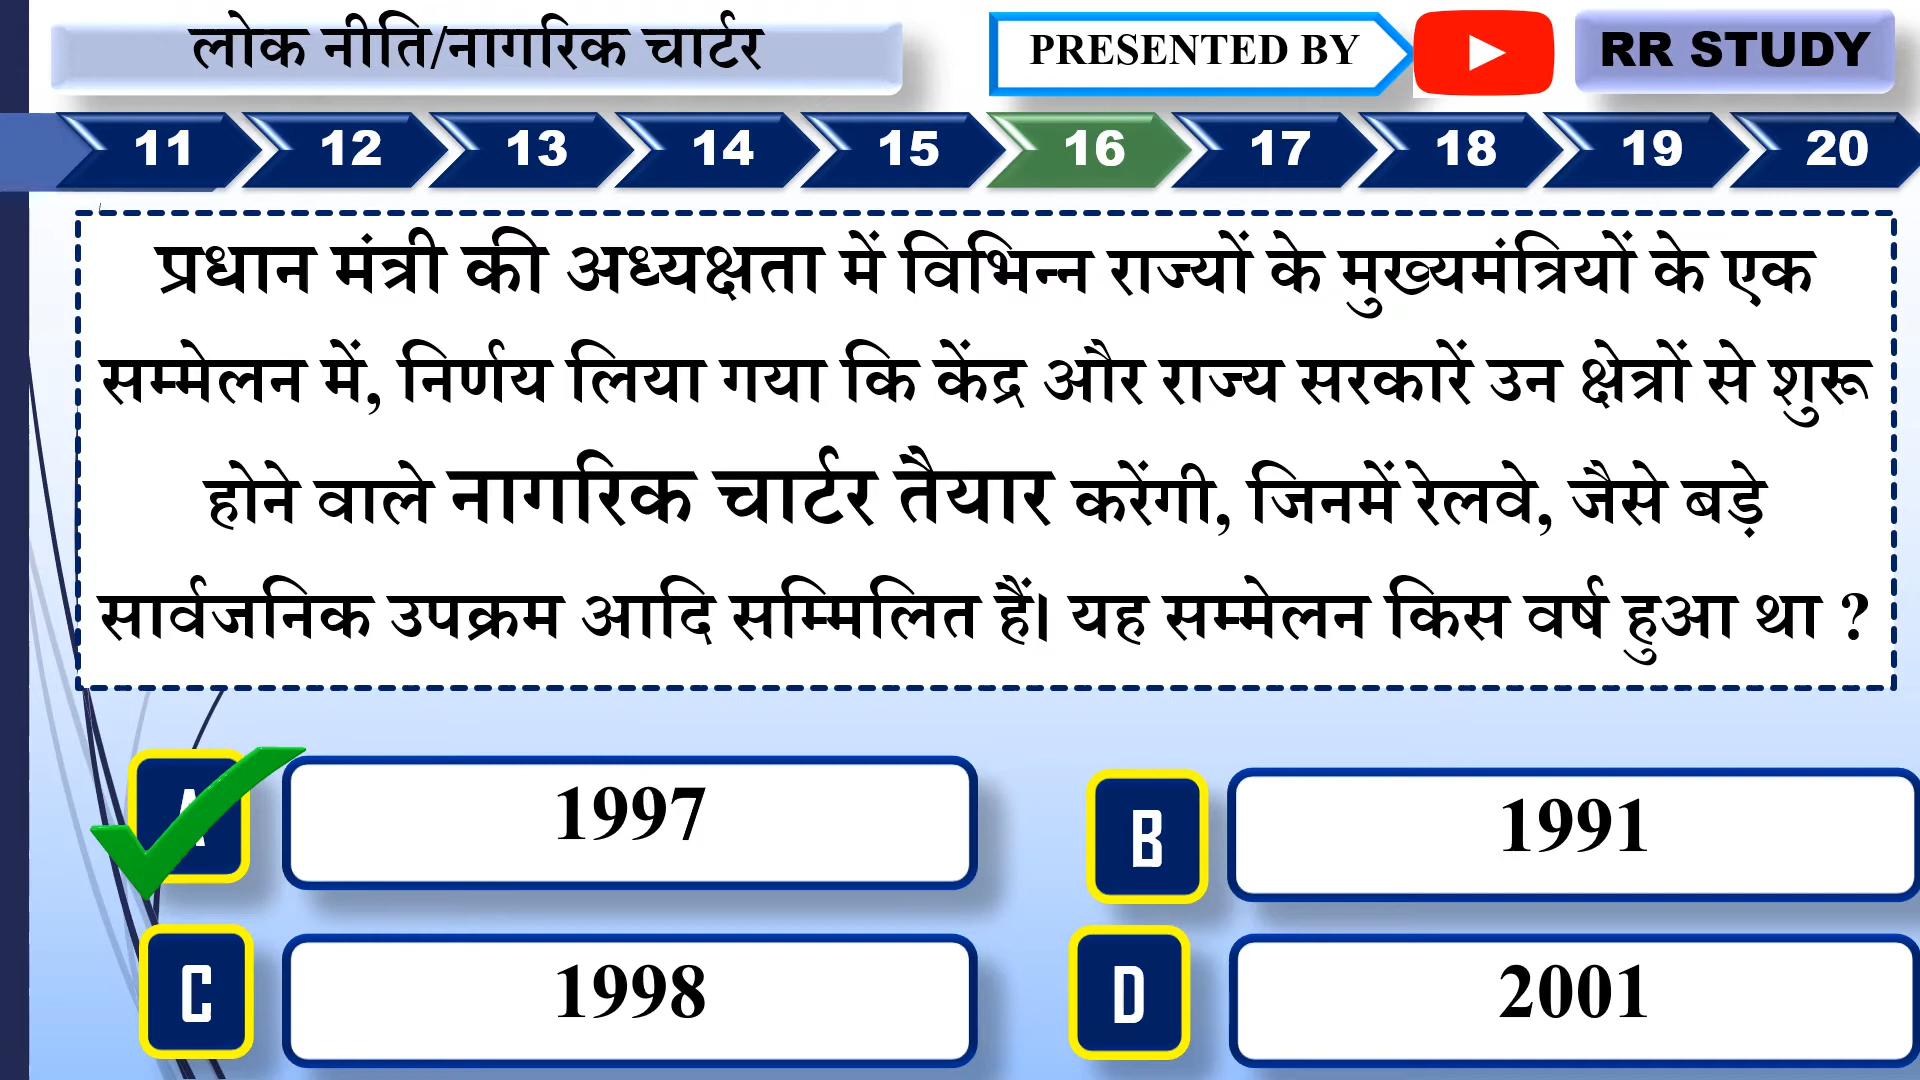 लोक नीति/नागरिक चार्टर
PRESENTED BY
RR STUDY
11 12 13 14 15 16 17 18 19 20
प्रधान मंत्री की अध्यक्षता में विभिन्न राज्यों के मुख्यमंत्रियों के एक
सम्मेलन में, निर्णय लिया गया कि केंद्र और राज्य सरकारें उन क्षेत्रों से शुरू
होने वाले नागरिक चार्टर तैयार करेंगी, जिनमें रेलवे, जैसे बड़े
सार्वजनिक उपक्रम आदि सम्मिलित हैं। यह सम्मेलन किस वर्ष हुआ था ?
A 1997
B 1991
C 1998
D 2001